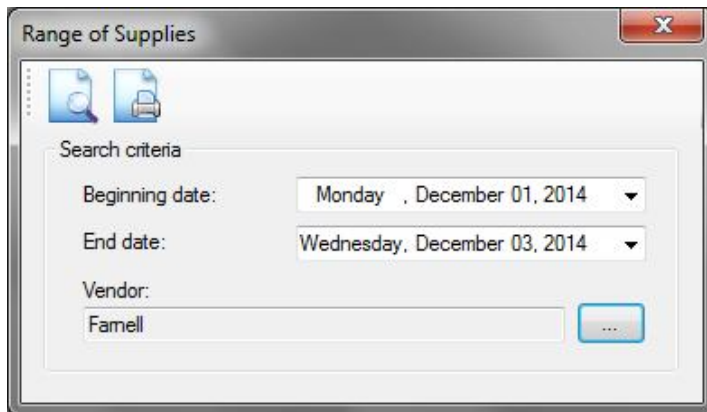 Range of Supplies
Search criteria
Beginning date: Monday , December 01, 2014
End date: Wednesday, December 03, 2014
Vendor:
Farnell ...